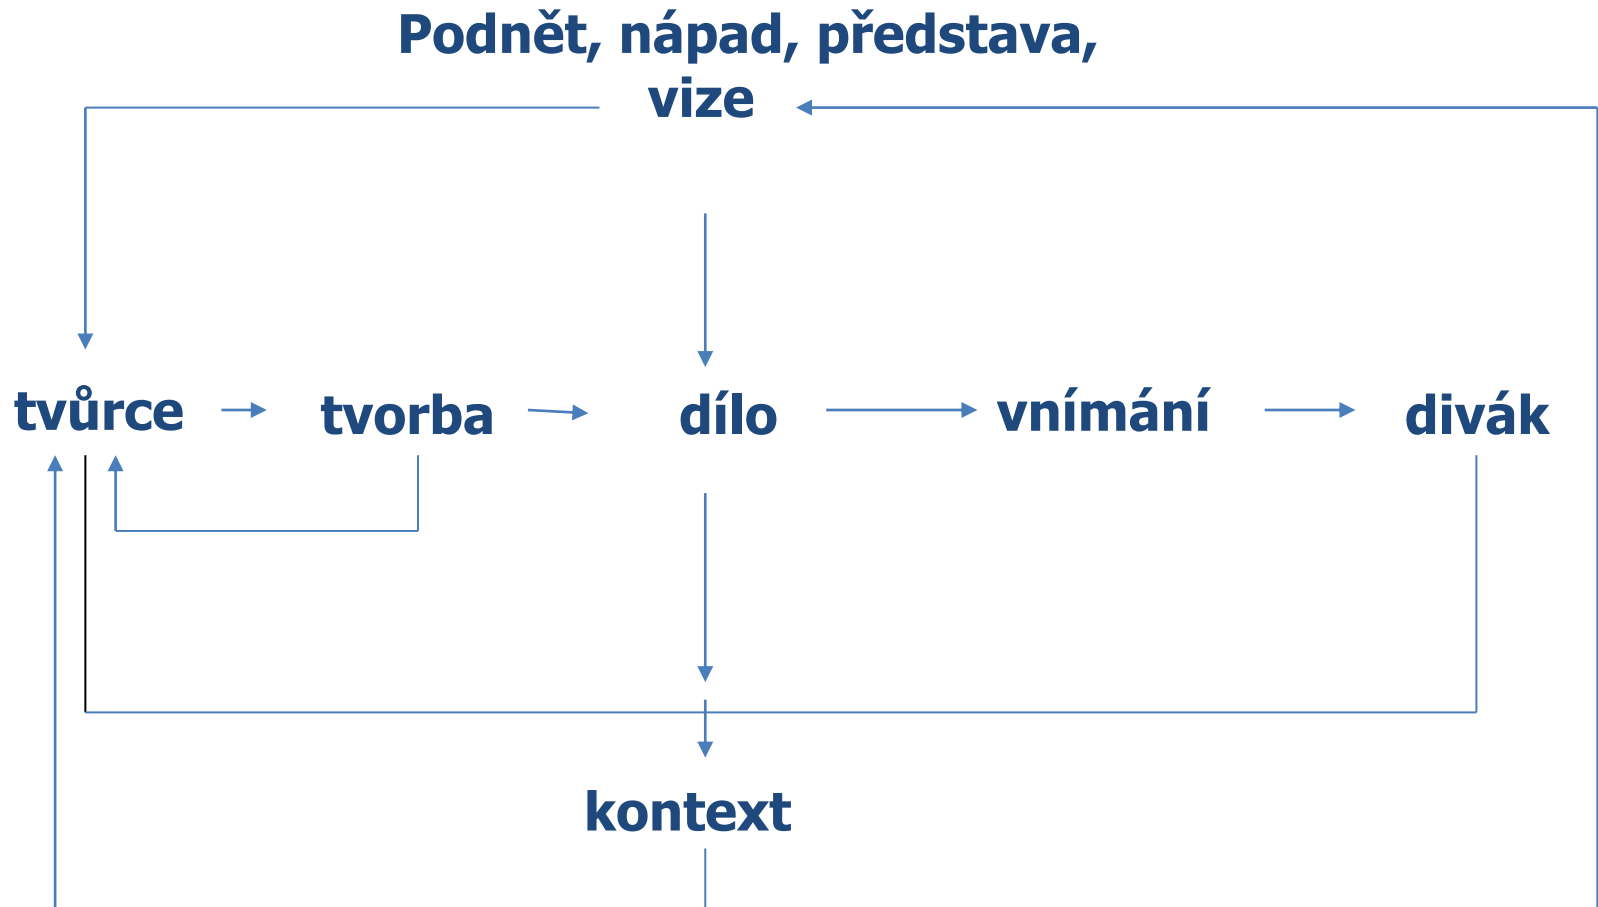 Podnět, nápad, představa,
vize
tvůrce
tvorba
dílo
vnímání
divák
kontext